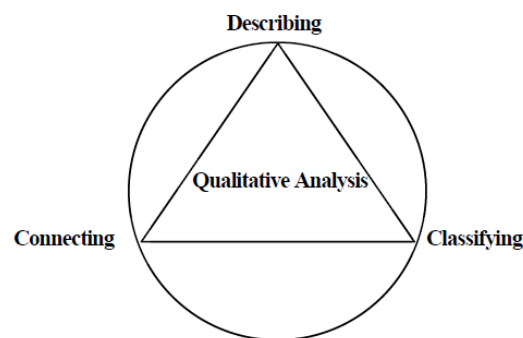 Describing
Qualitative Analysis
Connecting
Classifying